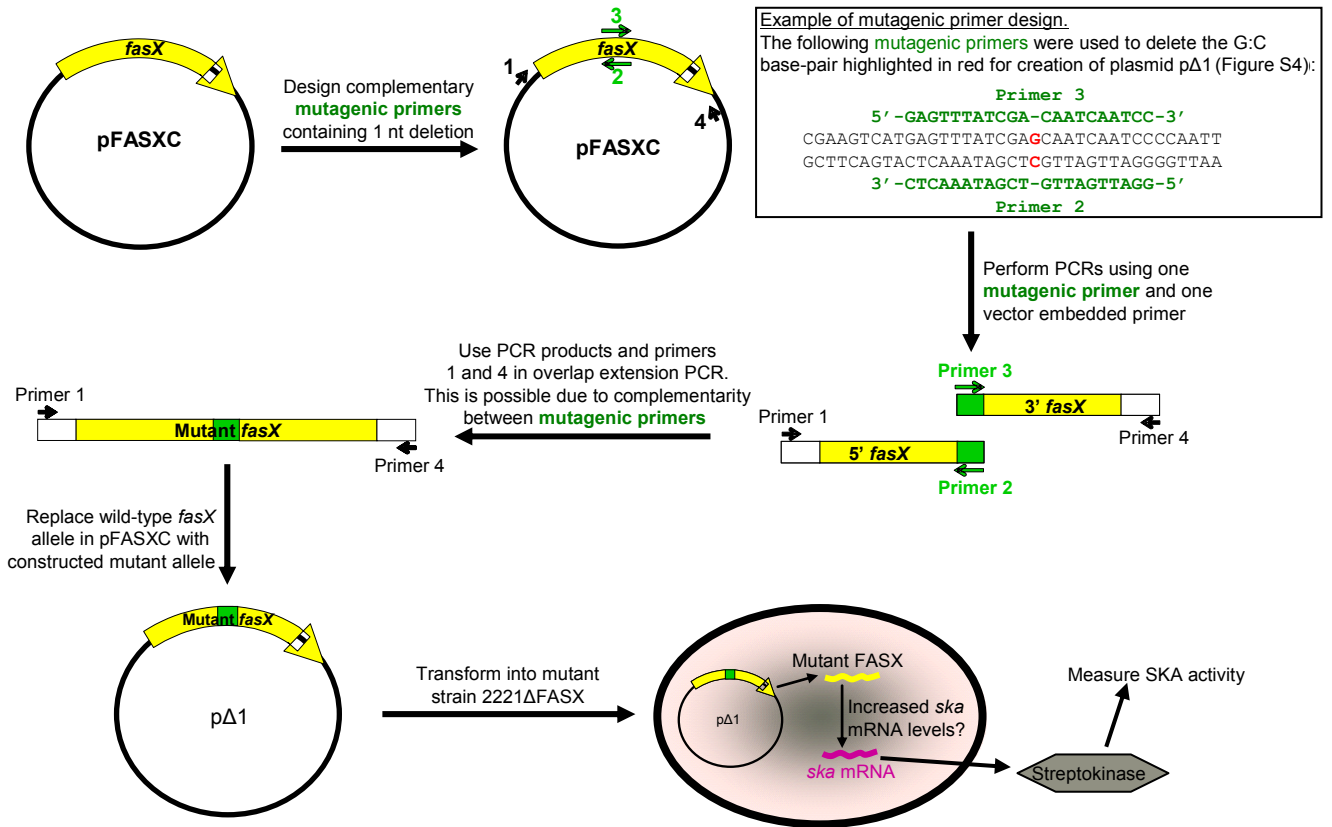 fasX
pFASXC
Design complementary
mutagenic primers
containing 1 nt deletion
3
fasX
2
1
4
pFASXC
Example of mutagenic primer design.
The following mutagenic primers were used to delete the G:C
base-pair highlighted in red for creation of plasmid pΔ1 (Figure S4):
Primer 3
5’-GAGTTTATCGA-CAATCAATCC-3’
CGAAGTCATGAGTTTATCGAGCAATCAATCCCCAATT
GCTTCAGTACTCAAATAGCTCGTTAGTTAGGGGTTAA
3’-CTCAAATAGCT-GTTAGTTAGG-5’
Primer 2
Perform PCRs using one
mutagenic primer and one
vector embedded primer
Primer 3
3’ fasX
Primer 4
Primer 1
5’ fasX
Primer 2
Use PCR products and primers
1 and 4 in overlap extension PCR.
This is possible due to complementarity
between mutagenic primers
Primer 1
Mutant fasX
Primer 4
Replace wild-type fasX
allele in pFASXC with
constructed mutant allele
Mutant fasX
pΔ1
Transform into mutant
strain 2221ΔFASX
Mutant FASX
pΔ1
Increased ska
mRNA levels?
ska mRNA
Streptokinase
Measure SKA activity